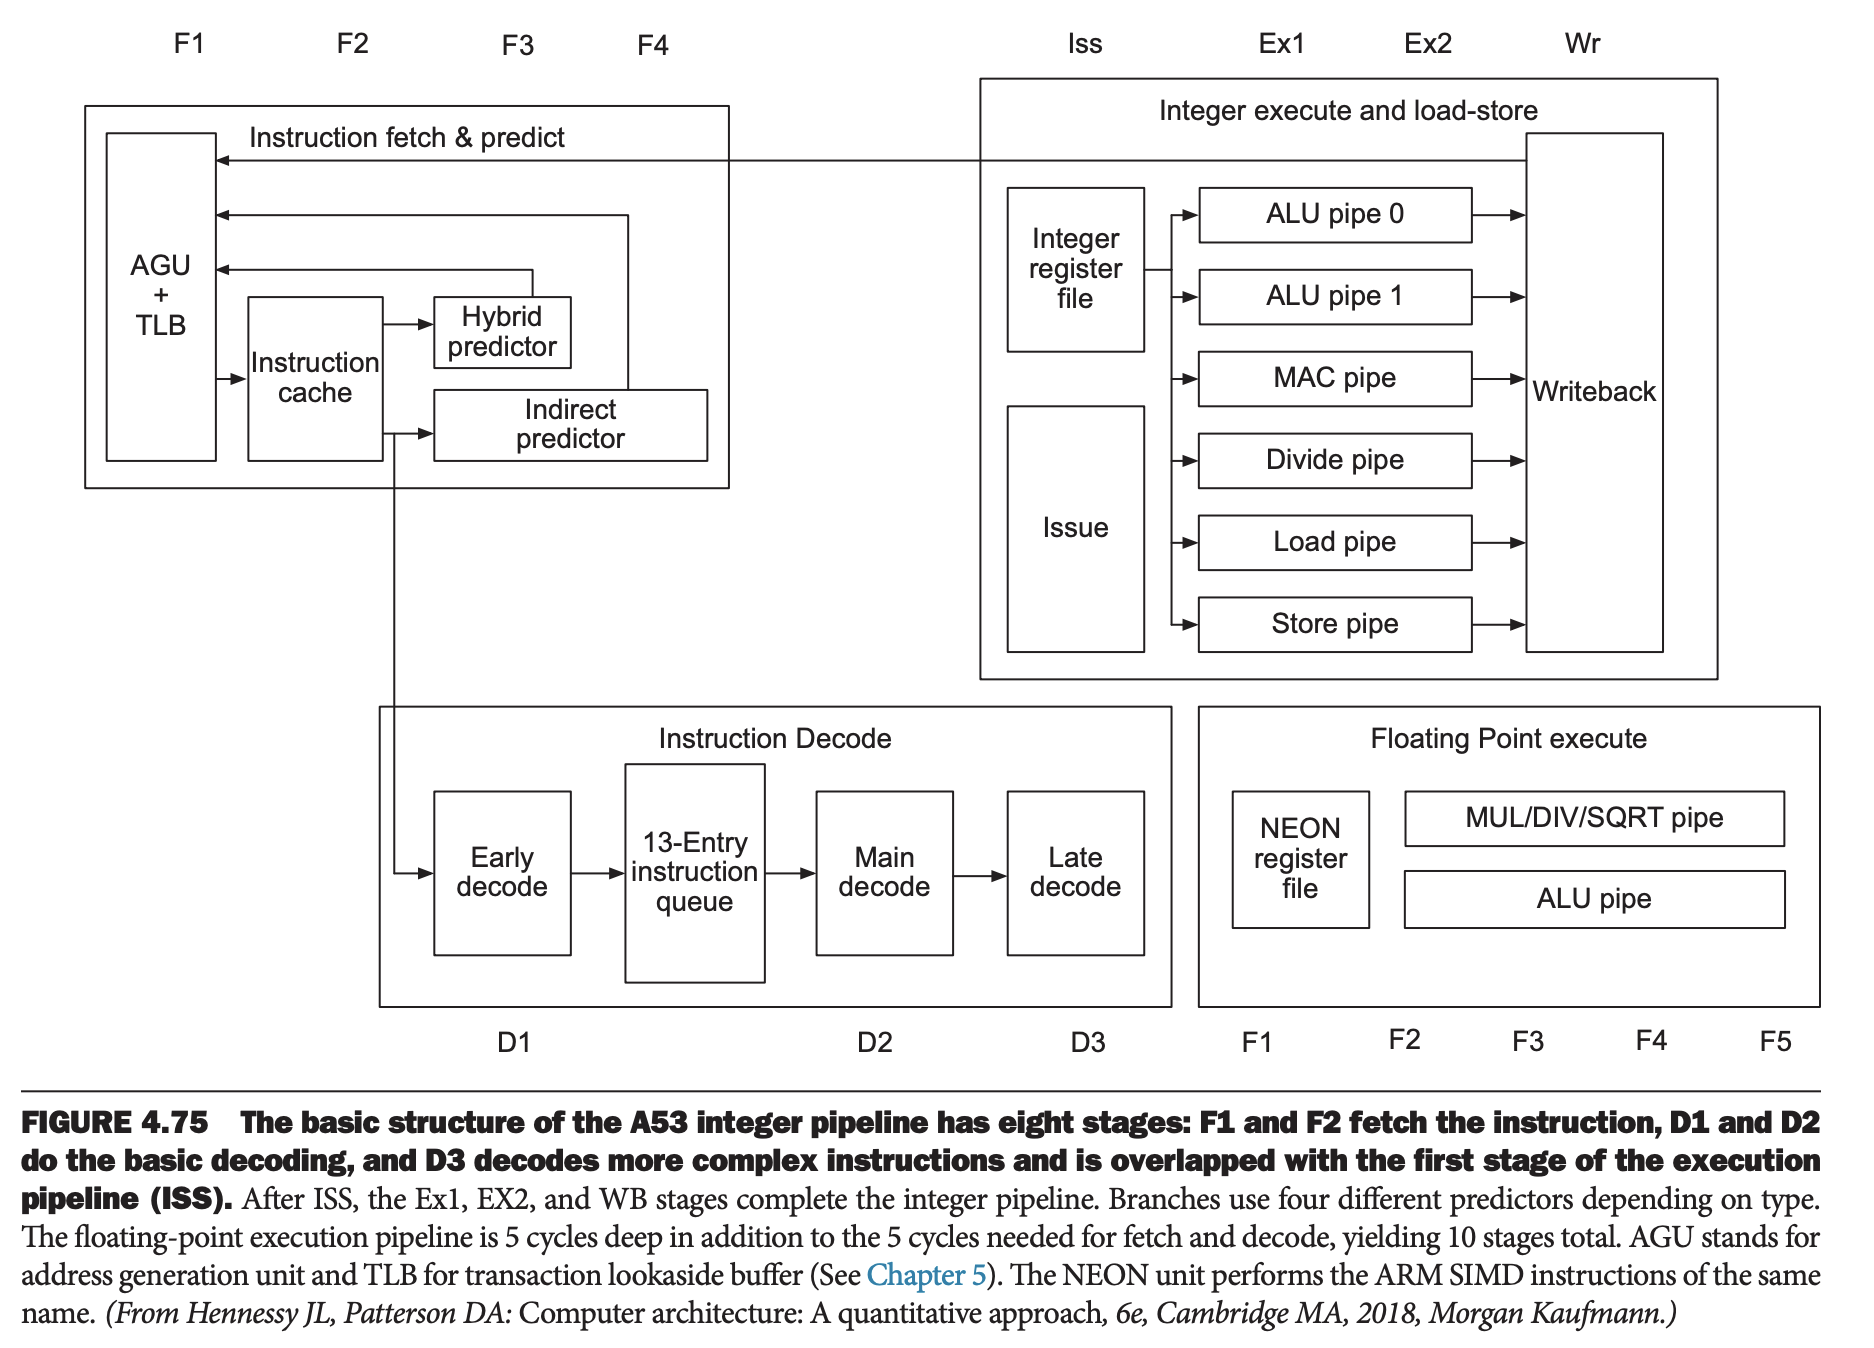 F1 F2 F3 F4 Iss Ex1 Ex2 Wr
Instruction fetch & predict
AGU
+
TLB
Instruction
cache
Hybrid
predictor
Indirect
predictor
Integer execute and load-store
Integer
register
file
Issue
ALU pipe 0
ALU pipe 1
MAC pipe
Divide pipe
Load pipe
Store pipe
Writeback
Instruction Decode
Early
decode
13-Entry
instruction
queue
Main
decode
Late
decode
Floating Point execute
NEON
register
file
MUL/DIV/SQRT pipe
ALU pipe
D1 D2 D3 F1 F2 F3 F4 F5
FIGURE 4.75 The basic structure of the A53 integer pipeline has eight stages: F1 and F2 fetch the instruction, D1 and D2
do the basic decoding, and D3 decodes more complex instructions and is overlapped with the first stage of the execution
pipeline (ISS). After ISS, the Ex1, EX2, and WB stages complete the integer pipeline. Branches use four different predictors depending on type.
The floating-point execution pipeline is 5 cycles deep in addition to the 5 cycles needed for fetch and decode, yielding 10 stages total. AGU stands for
address generation unit and TLB for transaction lookaside buffer (See Chapter 5). The NEON unit performs the ARM SIMD instructions of the same
name. (From Hennessy JL, Patterson DA: Computer architecture: A quantitative approach, 6e, Cambridge MA, 2018, Morgan Kaufmann.)